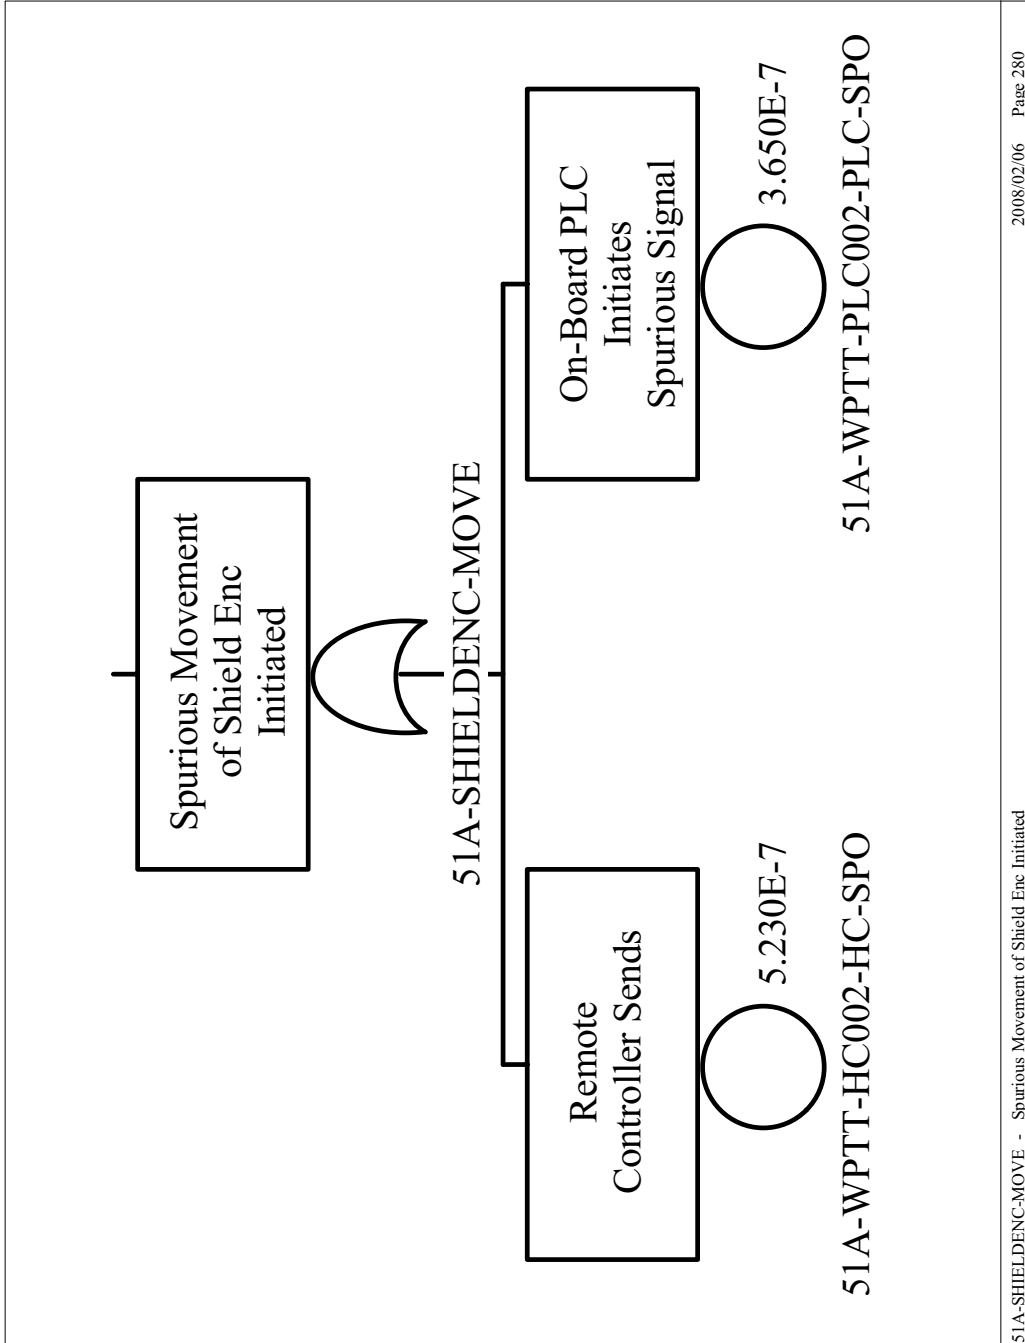 Spurious Movement
of Shield Enc
Initiated
51A-SHIELDENC-MOVE
Remote
Controller Sends
5.230E-7
51A-WPTT-HC002-HC-SPO
On-Board PLC
Initiates
Spurious Signal
3.650E-7
51A-WPTT-PLC002-PLC-SPO
51A-SHIELDENC-MOVE - Spurious Movement of Shield Enc Initiated
2008/02/06 Page 280